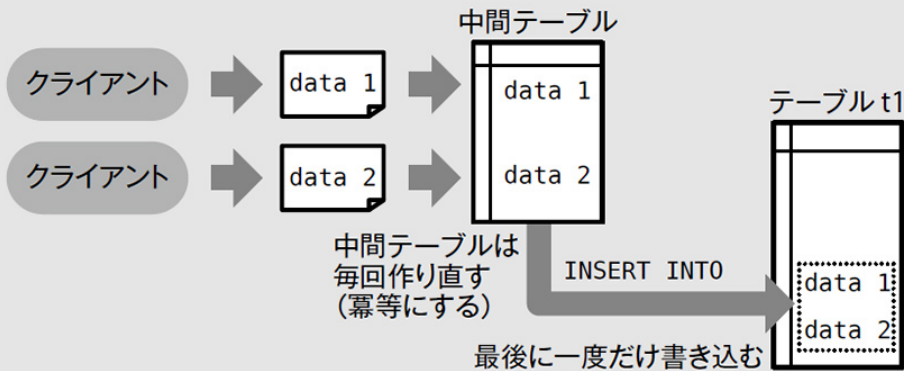 中間テーブル
クライアント
data 1
data 1
テーブル t1
クライアント
data 2
data 2
中間テーブルは
毎回作り直す
(冪等にする)
INSERT INTO
data 1
data 2
最後に一度だけ書き込む